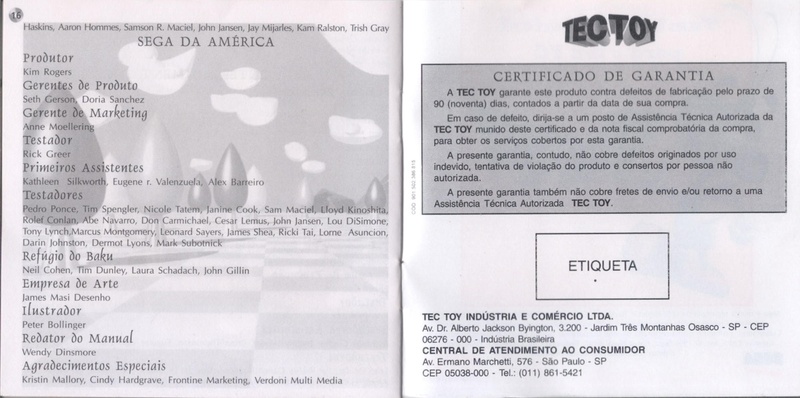 16
Haskins, Aaron Hommes, Samson R. Maciel, John Jansen, Jay Mijarles, Kam Ralston, Trish Gray
SEGA DA AMÉRICA
Produtor
Kim Rogers
Gerentes de Produto
Seth Gerson, Doria Sanchez
Gerente de Marketing
Anne Moellering
Testador
Rick Greer
Primeiros Assistentes
Kathleen Silkworth, Eugene r. Valenzuela, Alex Barreiro
Testadores
Pedro Ponce, Tim Spengler, Nicole Tatem, Janine Cook, Sam Maciel, Lloyd Kinoshita,
Rolef Conlan, Abe Navarro, Don Carmichael, Cesar Lemus, John Jansen, Lou DiSimone,
Tony Lynch,Marcus Montgomery, Leonard Sayers, James Shea, Ricki Tai, Lorne Asuncion,
Darin Johnston, Dermot Lyons, Mark Subotnick
Refúgio do Baku
Neil Cohen, Tim Dunley, Laura Schadach, John Gillin
Empresa de Arte
James Masi Desenho
Ilustrador
Peter Bollinger
Redator do Manual
Wendy Dinsmore
Agradecimentos Especiais
Kristin Mallory, Cindy Hardgrave, Frontine Marketing, Verdoni Multi Media
TEC TOY
CERTIFICADO DE GARANTIA
A TEC TOY garante este produto contra defeitos de fabricação pelo prazo de
90 (noventa) dias, contados a partir da data de sua compra.
Em caso de defeito, dirija-se a um posto de Assistência Técnica Autorizada da
TEC TOY munido deste certificado e da nota fiscal comprobatória da compra,
para obter os serviços cobertos por esta garantia.
A presente garantia, contudo, não cobre defeitos originados por uso
indevido, tentativa de violação do produto e consertos por pessoa não
autorizada.
A presente garantia também não cobre fretes de envio e/ou retorno a uma
Assistência Técnica Autorizada TEC TOY.
ETIQUETA
TEC TOY INDÚSTRIA E COMÉRCIO LTDA.
Av. Dr. Alberto Jackson Byington, 3.200 - Jardim Três Montanhas Osasco - SP - CEP
06276 - 000 - Indústria Brasileira
CENTRAL DE ATENDIMENTO AO CONSUMIDOR
Av. Ermano Marchetti, 576 - São Paulo - SP
CEP 05038-000 - Tel.: (011) 861-5421